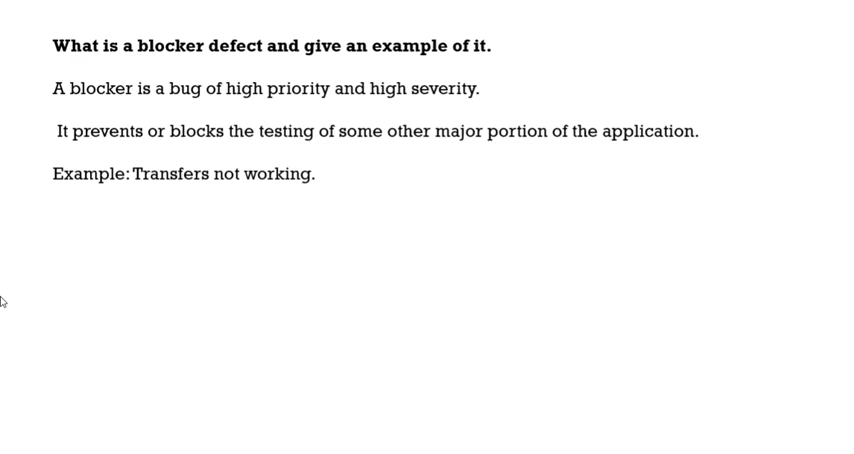 What is a blocker defect and give an example of it.
A blocker is a bug of high priority and high severity.
It prevents or blocks the testing of some other major portion of the application.
Example: Transfers not working.